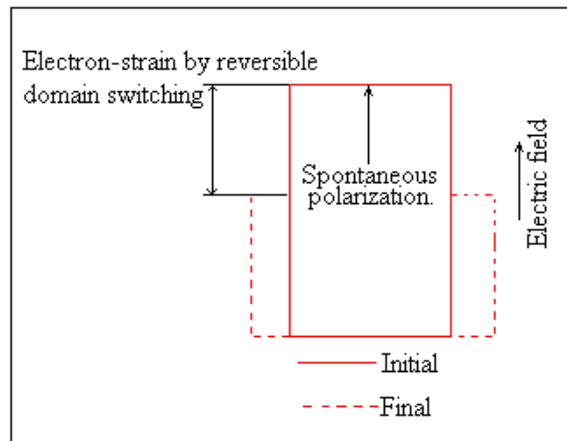 Electron-strain by reversible
domain switching
Spontaneous
polarization.
Electric field
Initial
Final